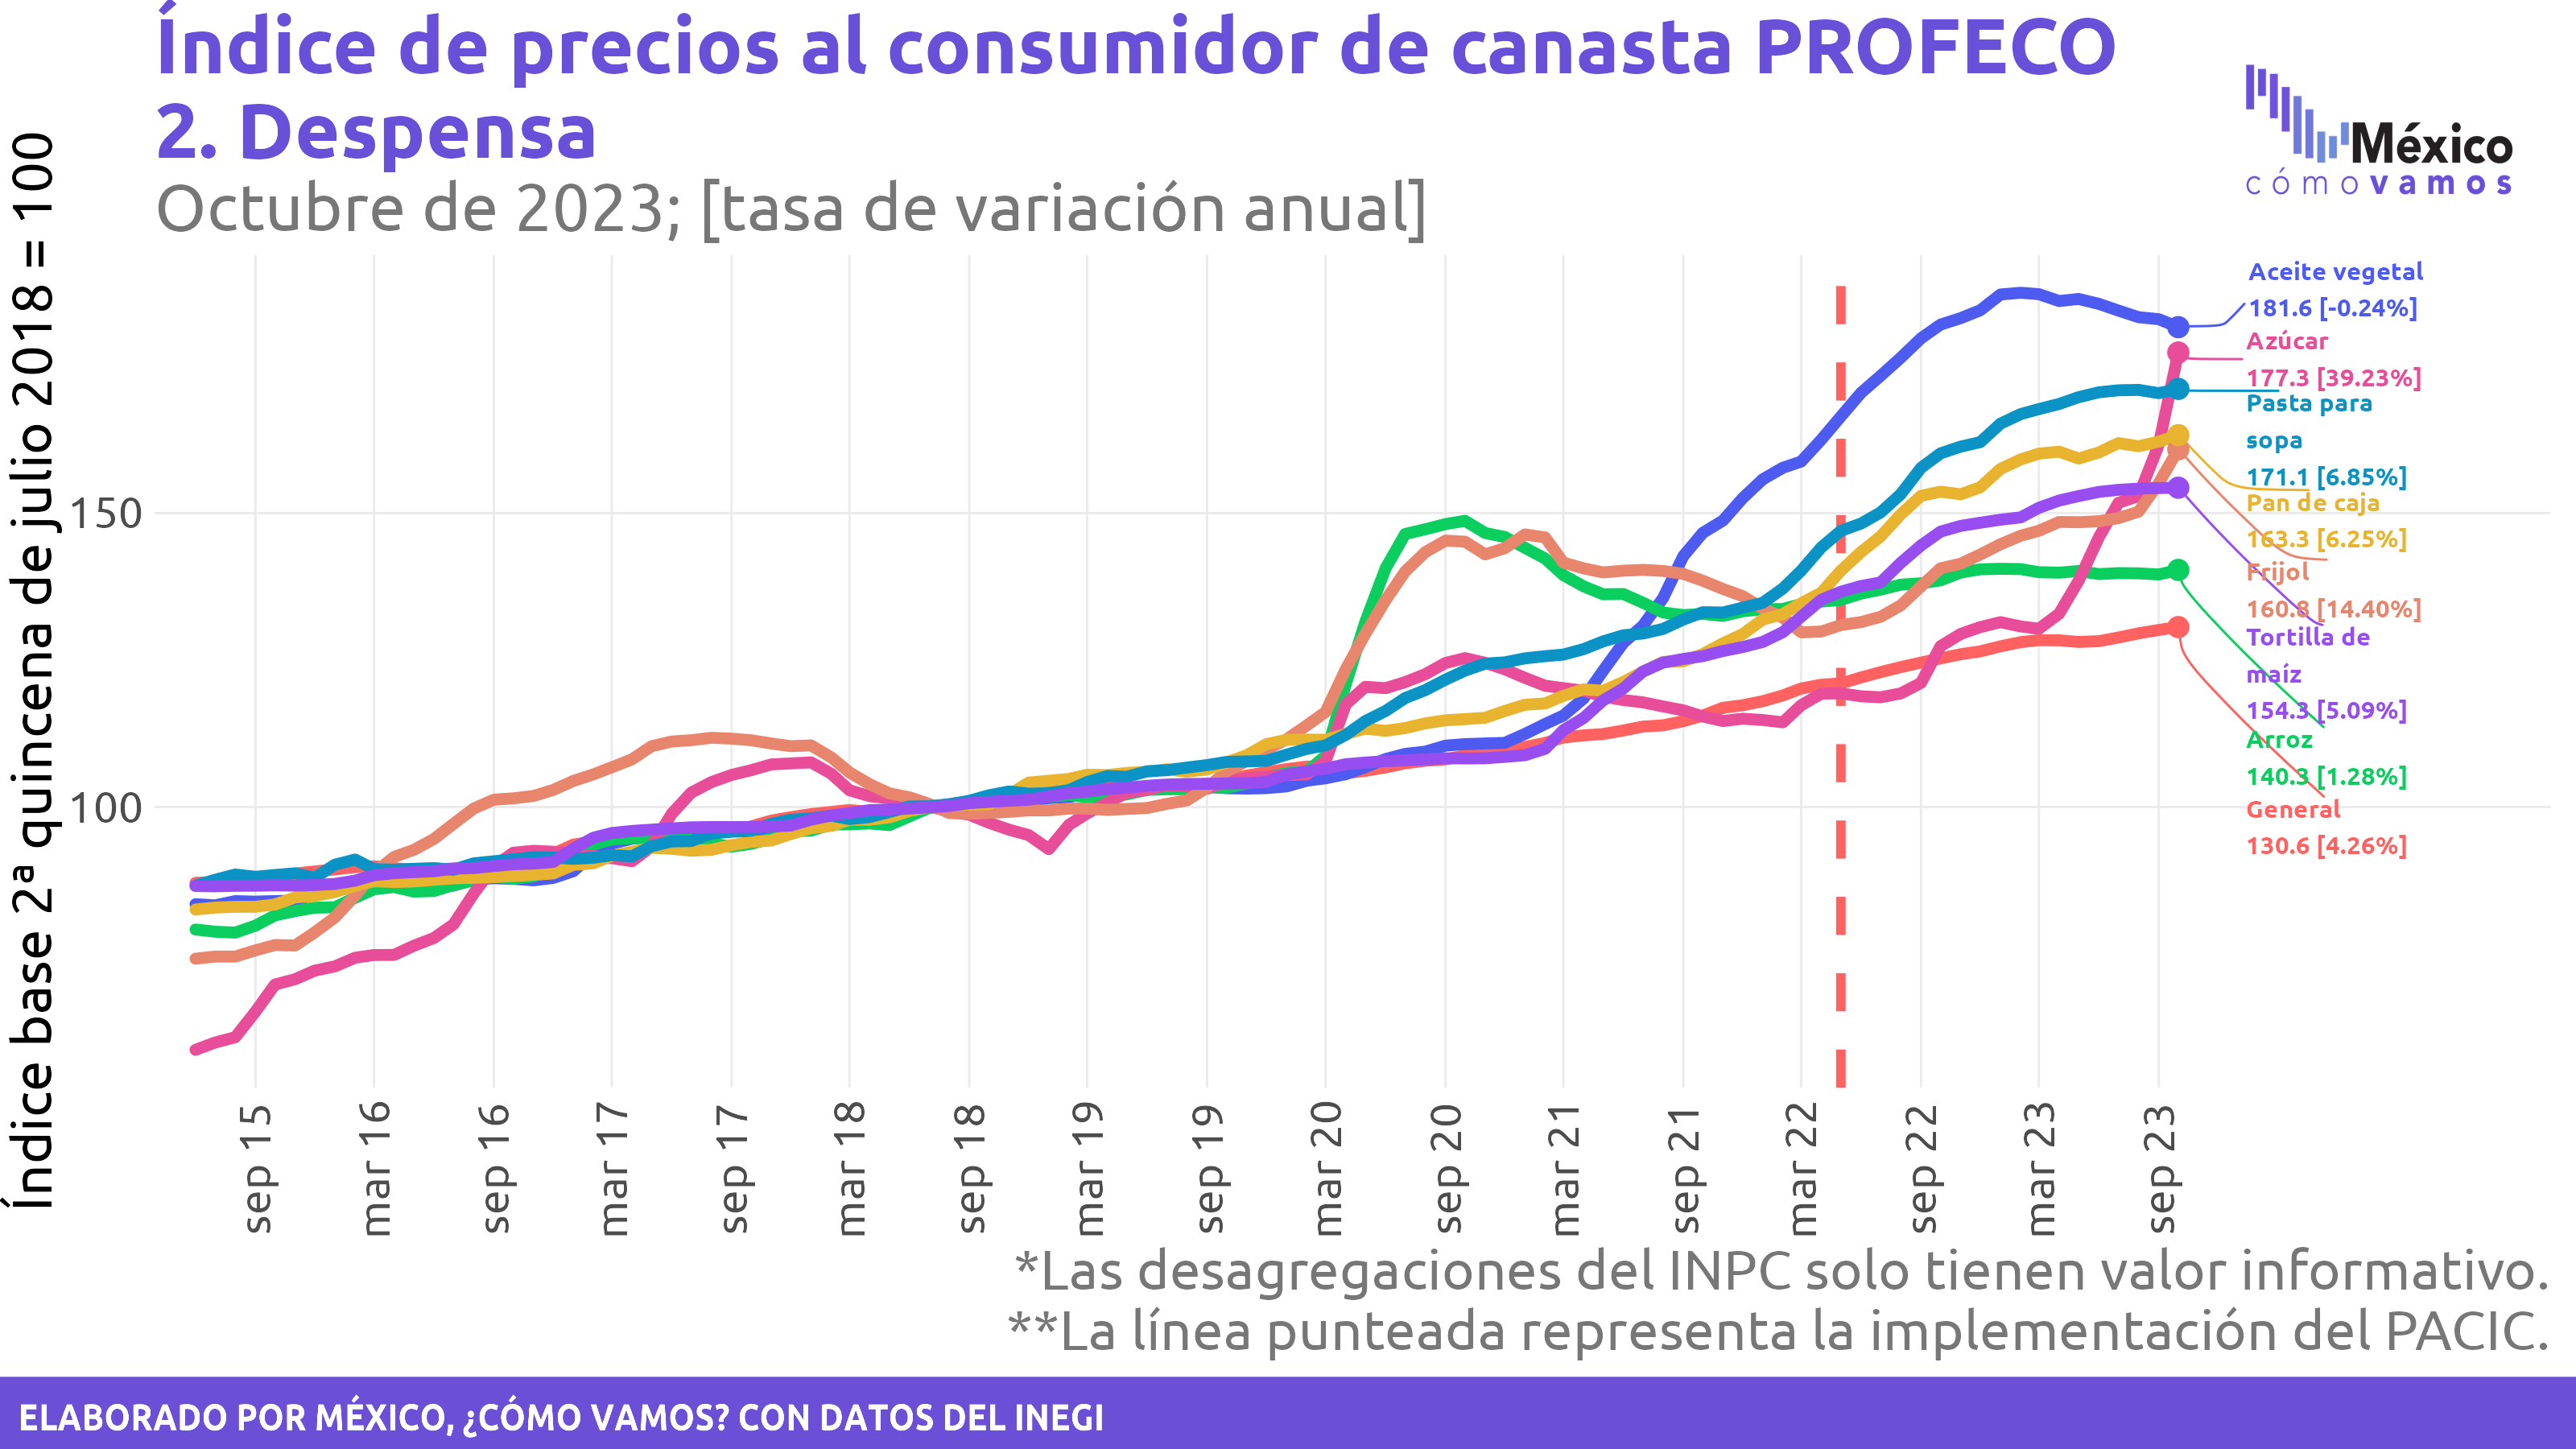 Índice de precios al consumidor de canasta PROFECO
2. Despensa
Octubre de 2023; [tasa de variación anual]
México
cómovamos
Índice base 2ª quincena de julio 2018 = 100
150
100
Aceite vegetal
181.6 [-0.24%]
Azúcar
177.3 [39.23%]
Pasta para
sopa
171.1 [6.85%]
Pan de caja
163.3 [6.25%]
Frijol
160.8 [14.40%]
Tortilla de
maíz
154.3 [5.09%]
Arroz
140.3 [1.28%]
General
130.6 [4.26%]
sep 15
mar 16
sep 16
mar 17
sep 17
mar 18
sep 18
mar 19
sep 19
mar 20
sep 20
mar 21
sep 21
mar 22
sep 22
mar 23
sep 23
*Las desagregaciones del INPC solo tienen valor informativo.
**La línea punteada representa la implementación del PACIC.
ELABORADO POR MÉXICO, ¿CÓMO VAMOS? CON DATOS DEL INEGI